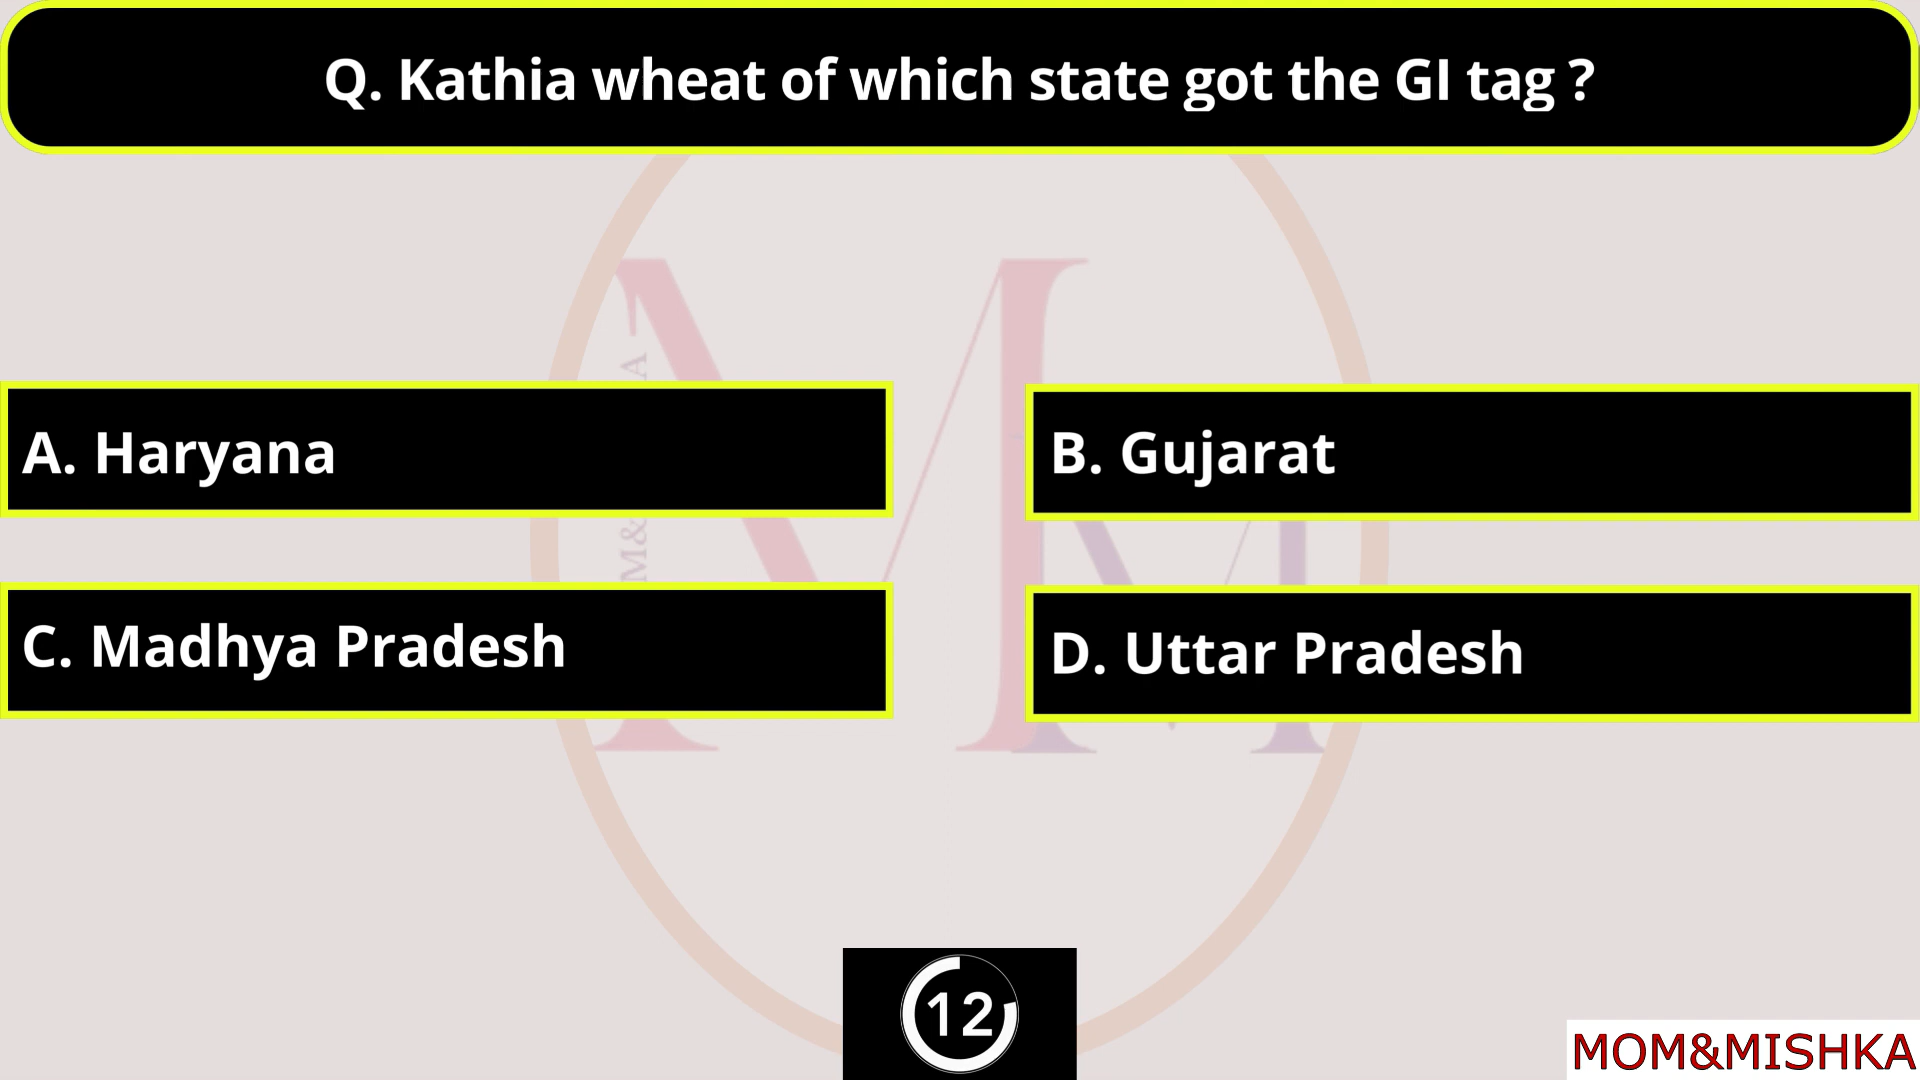 Q. Kathia wheat of which state got the GI tag ?
A. Haryana
B. Gujarat
C. Madhya Pradesh
D. Uttar Pradesh
M M
M& A
12
MOM&MISHKA